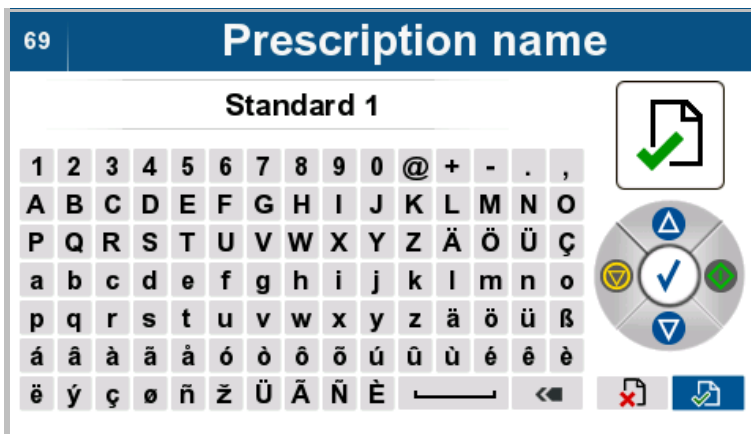 69 Prescription name
Standard 1
1 2 3 4 5 6 7 8 9 0 @ + - . ,
A B C D E F G H I J K L M N O
P Q R S T U V W X Y Z Ä Ö Ü Ç
a b c d e f g h i j k l m n o
p q r s t u v w x y z ä ö ü ß
á â à ã å ó ò ô õ ú û ù é ê è
ë ý ç ø ñ ž Ü Ã Ñ È